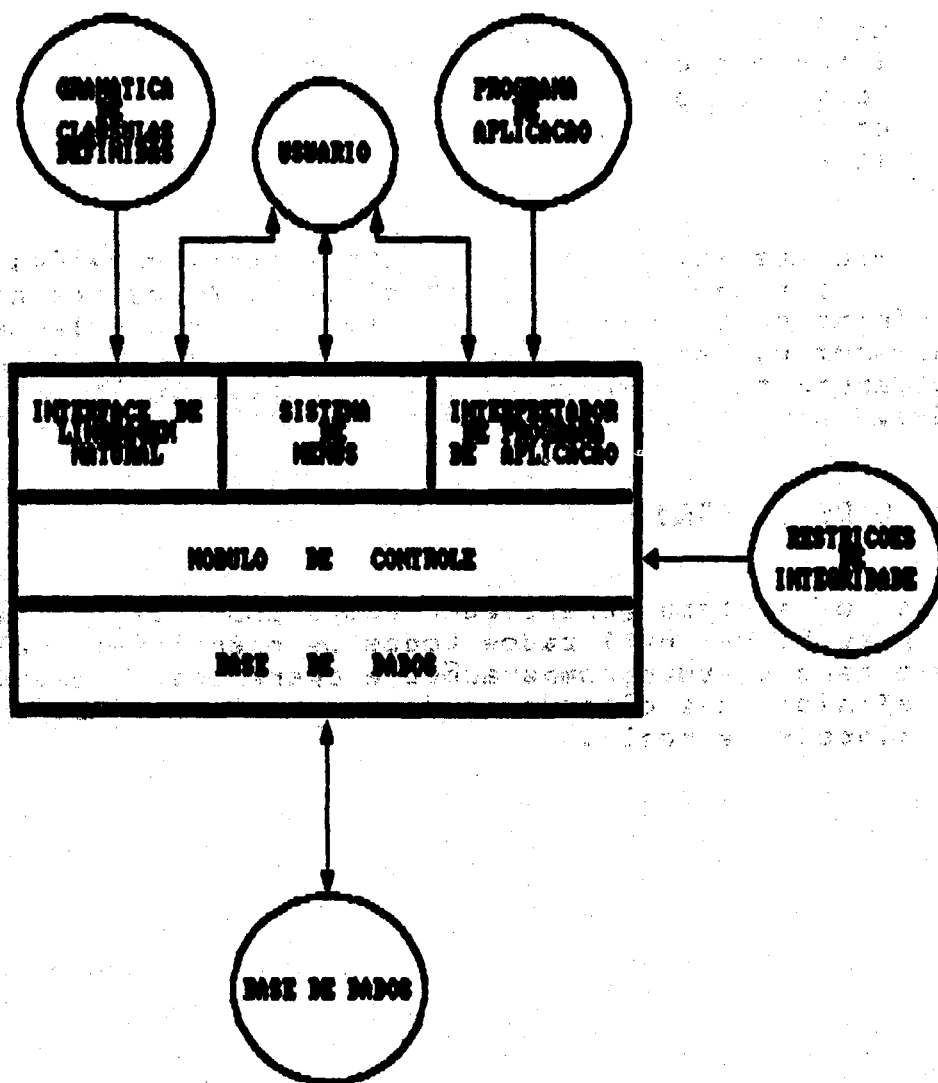 GRAMATICA
DE
CLAUSULAS
DEFINIDAS
USUARIO
PROGRAMA
DE
APLICACAO
INTERFACE DE
LINGUAGEM
NATURAL
SISTEMA
DE
MENUS
INTERPRETADOR
DE PROGRAMA
DE APLICACAO
MODULO DE CONTROLE
RESTRICOES
DE
INTEGRIDADE
BASE DE DADOS
BASE DE DADOS